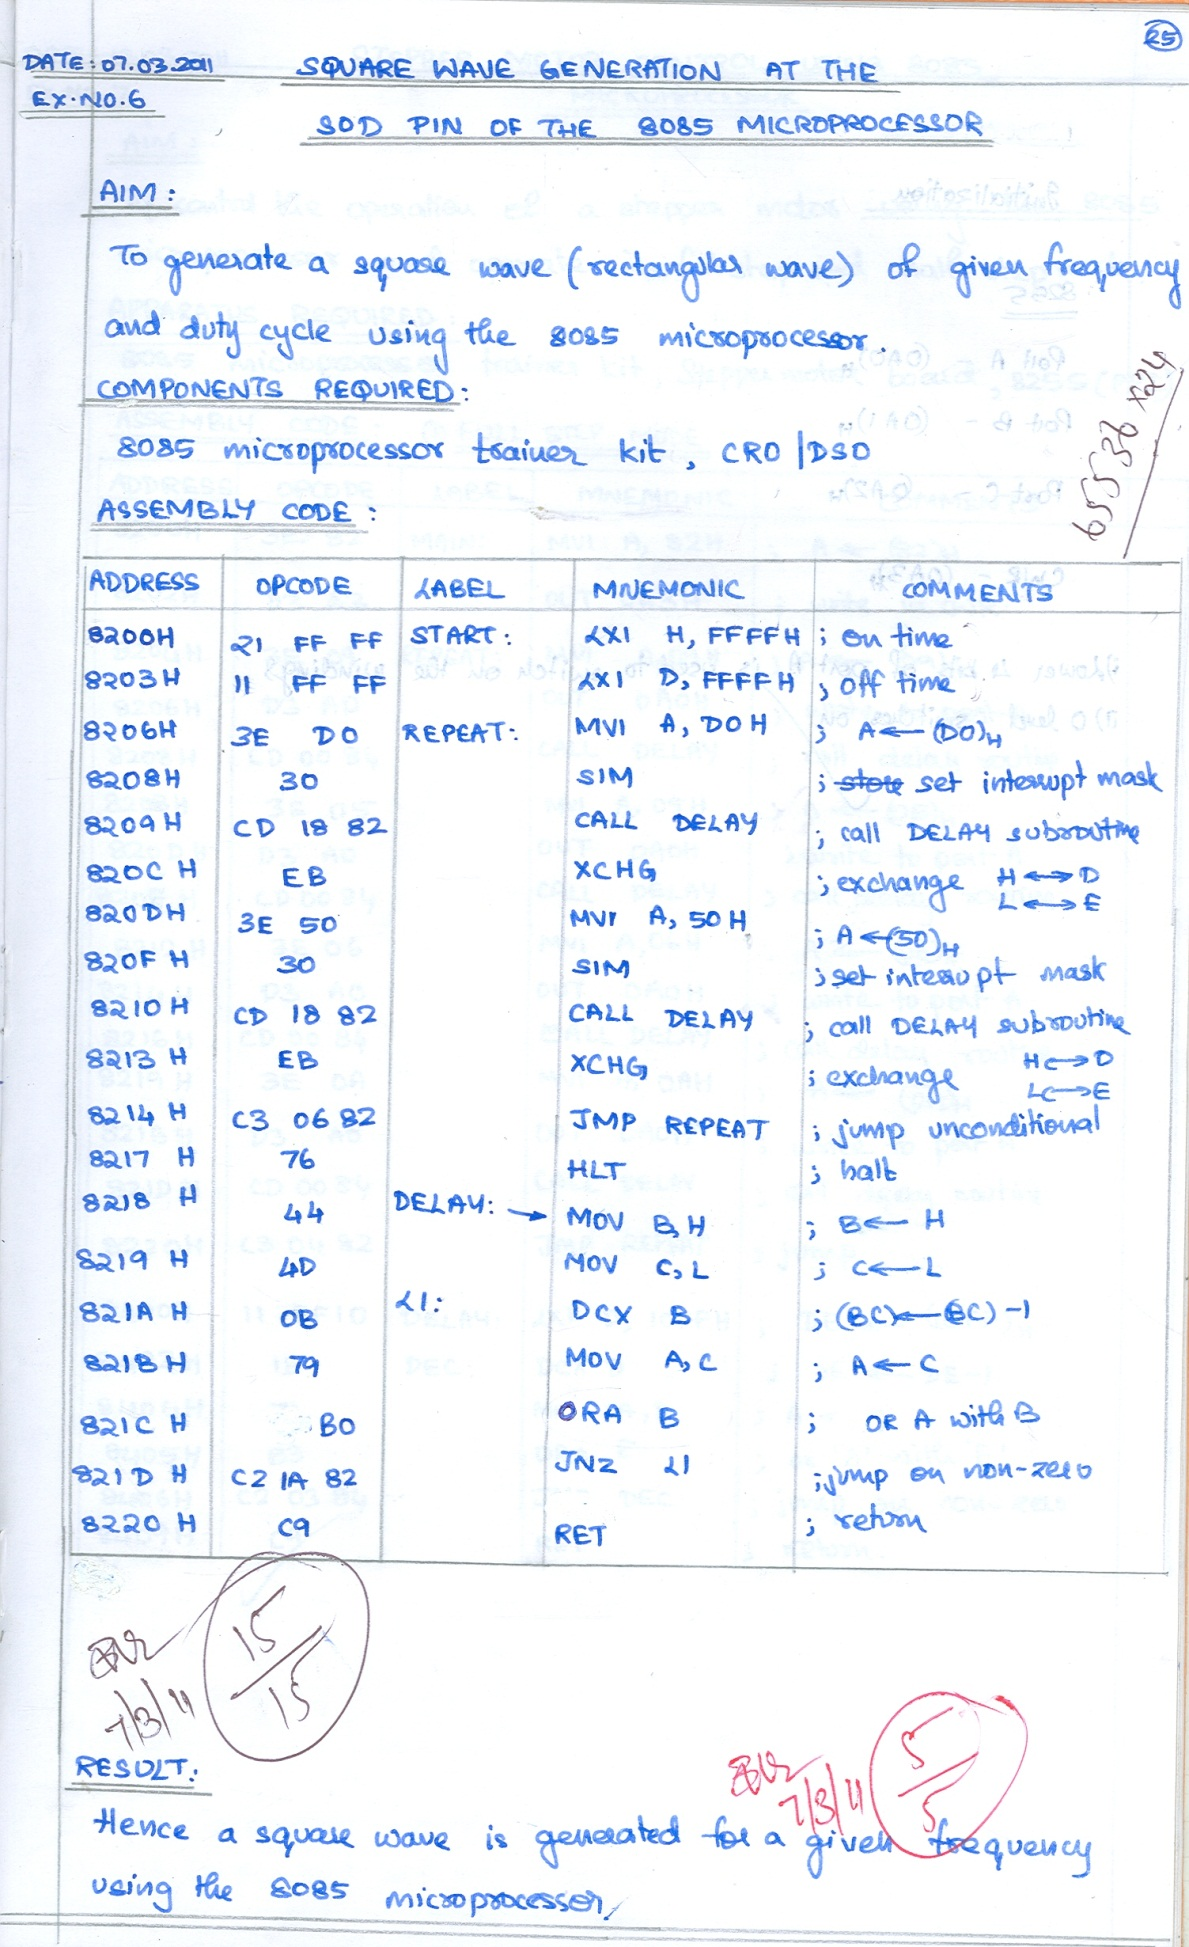 25
DATE: 07.03.2011 SQUARE WAVE GENERATION AT THE
EX.NO.6
SOD PIN OF THE 8085 MICROPROCESSOR
AIM:
To generate a square wave (rectangular wave) of given frequency
and duty cycle using the 8085 microprocessor.
COMPONENTS REQUIRED:
65536 x24
8085 microprocessor trainer kit, CRO/DSO
ASSEMBLY CODE:
ADDRESS OPCODE LABEL MNEMONIC COMMENTS
8200H 21 FF FF START: LXI H, FFFFH ; on time
8203H 11 FF FF LXI D, FFFFH ; off time
8206H 3E D0 REPEAT: MVI A, D0H ; A ← (D0)H
8208H 30 SIM ; store set interrupt mask
8209H CD 18 82 CALL DELAY ; call DELAY subroutine
820CH EB XCHG ; exchange H ↔ D
L ↔ E
820DH 3E 50 MVI A, 50H ; A ← (50)H
820FH 30 SIM ; set interrupt mask
8210H CD 18 82 CALL DELAY ; call DELAY subroutine
8213H EB XCHG ; exchange H ↔ D
L ↔ E
8214H C3 06 82 JMP REPEAT ; jump unconditional
8217H 76 HLT ; halt
8218H 44 DELAY: → MOV B, H ; B ← H
8219H 4D MOV C, L ; C ← L
821AH 0B L1: DCX B ; (BC) ← (BC) -1
821BH 79 MOV A, C ; A ← C
821CH B0 ORA B ; OR A with B
821DH C2 1A 82 JNZ L1 ; jump on non-zero
8220H C9 RET ; return
15/15
7/3/11
RESULT:
5/5
7/3/11
Hence a square wave is generated for a given frequency
using the 8085 microprocessor.